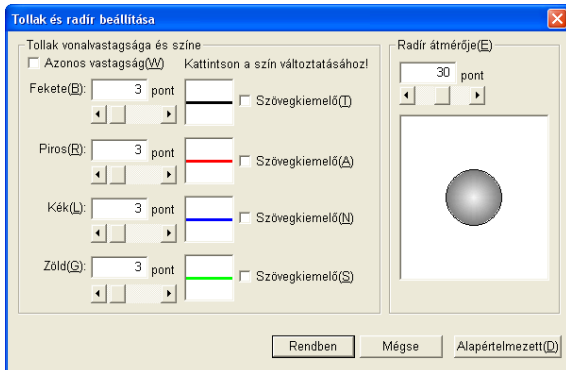 Tollak és radír beállítása
Tollak vonalvastagsága és színe
Azonos vastagság(W) Kattintson a szín változtatásához!
Fekete(B): 3 pont Szövegkiemelő(T)
Piros(R): 3 pont Szövegkiemelő(A)
Kék(L): 3 pont Szövegkiemelő(N)
Zöld(G): 3 pont Szövegkiemelő(S)
Radír átmérője(E)
30 pont
Rendben Mégse Alapértelmezett(D)